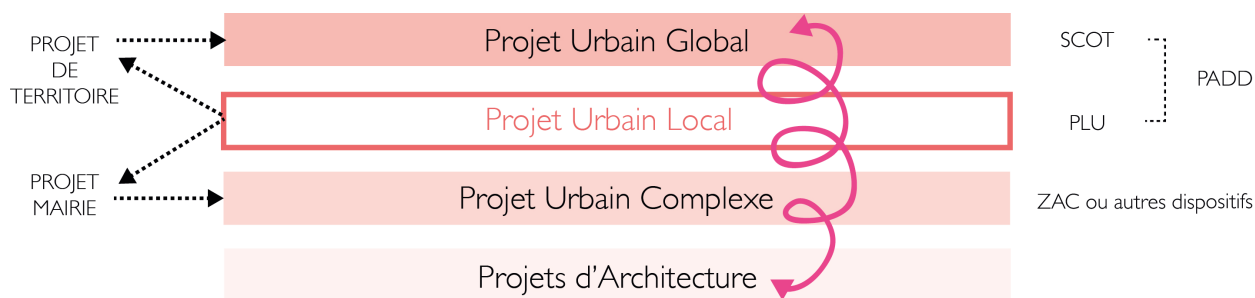 PROJET
DE
TERRITOIRE
Projet Urbain Global
SCOT
PADD
Projet Urbain Local
PLU
PROJET
MAIRIE
Projet Urbain Complexe
ZAC ou autres dispositifs
Projets d'Architecture